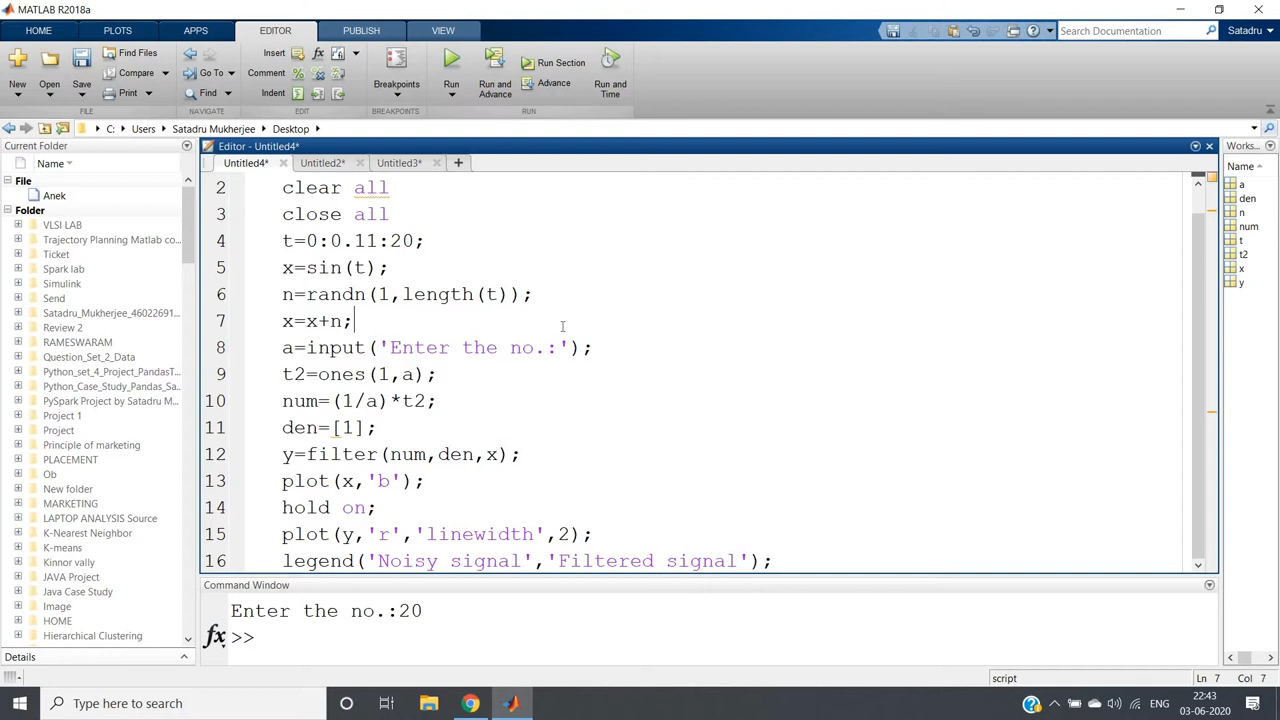 MATLAB R2018a
HOME PLOTS APPS EDITOR PUBLISH VIEW Search Documentation Satadru
New Open Save Find Files Compare Print Go To Find Insert fx Comment Indent Breakpoints Run Run and Advance Run Section Advance Run and Time
FILE NAVIGATE EDIT BREAKPOINTS RUN
C: Users Satadru Mukherjee Desktop
Current Folder
Name
File
Anek
Folder
VLSI LAB
Trajectory Planning Matlab co...
Ticket
Spark lab
Simulink
Send
Satadru_Mukherjee_46022691...
Review 2
RAMESWARAM
Question_Set_2_Data
Python_set_4_Project_PandasT...
Python_Case_Study_Pandas_Sa...
PySpark Project by Satadru M...
Project 1
Project
Principle of marketing
PLACEMENT
Ob
New folder
MARKETING
LAPTOP ANALYSIS Source
K-Nearest Neighbor
K-means
Kinnor vally
JAVA Project
Java Case Study
Image
HOME
Hierarchical Clustering
Details
Editor - Untitled4*
Untitled4* Untitled2* Untitled3*
2 clear all
3 close all
4 t=0:0.11:20;
5 x=sin(t);
6 n=randn(1,length(t));
7 x=x+n;
8 a=input('Enter the no.:');
9 t2=ones(1,a);
10 num=(1/a)*t2;
11 den=[1];
12 y=filter(num,den,x);
13 plot(x,'b');
14 hold on;
15 plot(y,'r','linewidth',2);
16 legend('Noisy signal','Filtered signal');
Command Window
Enter the no.:20
fx >>
Works...
Name
a
den
n
num
t
t2
x
y
script Ln 7 Col 7
Type here to search
ENG
22:43
03-06-2020